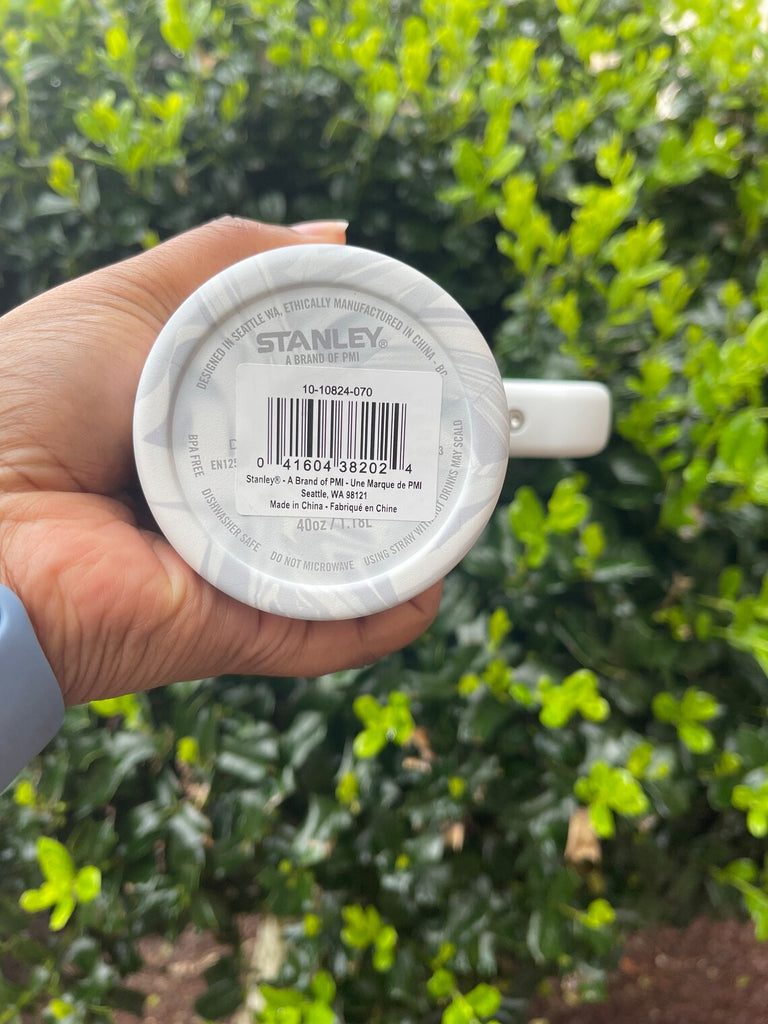 DESIGNED IN SEATTLE WA, ETHICALLY MANUFACTURED IN CHINA - BC
STANLEY®
A BRAND OF PMI
10-10824-070
0 41604 38202 4
Stanley® - A Brand of PMI - Une Marque de PMI
Seattle, WA 98121
Made in China - Fabriqué en Chine
40oz / 1.18L
BPA FREE
DISHWASHER SAFE
DO NOT MICROWAVE
USING STRAW HOT DRINKS MAY SCALD